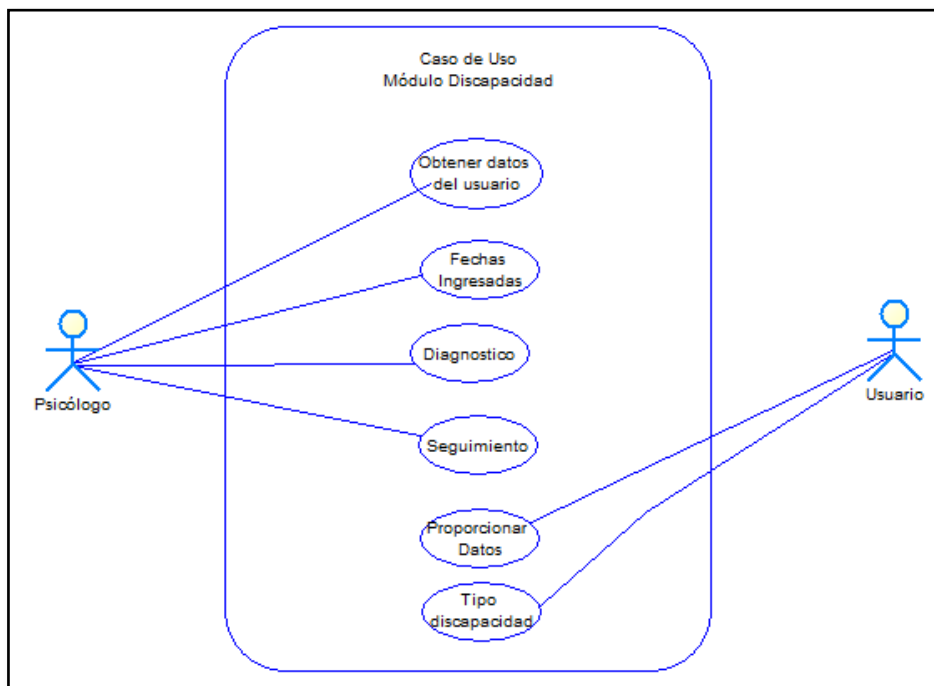 Caso de Uso
Módulo Discapacidad
Obtener datos
del usuario
Fechas
Ingresadas
Diagnostico
Psicólogo
Usuario
Seguimiento
Proporcionar
Datos
Tipo
discapacidad